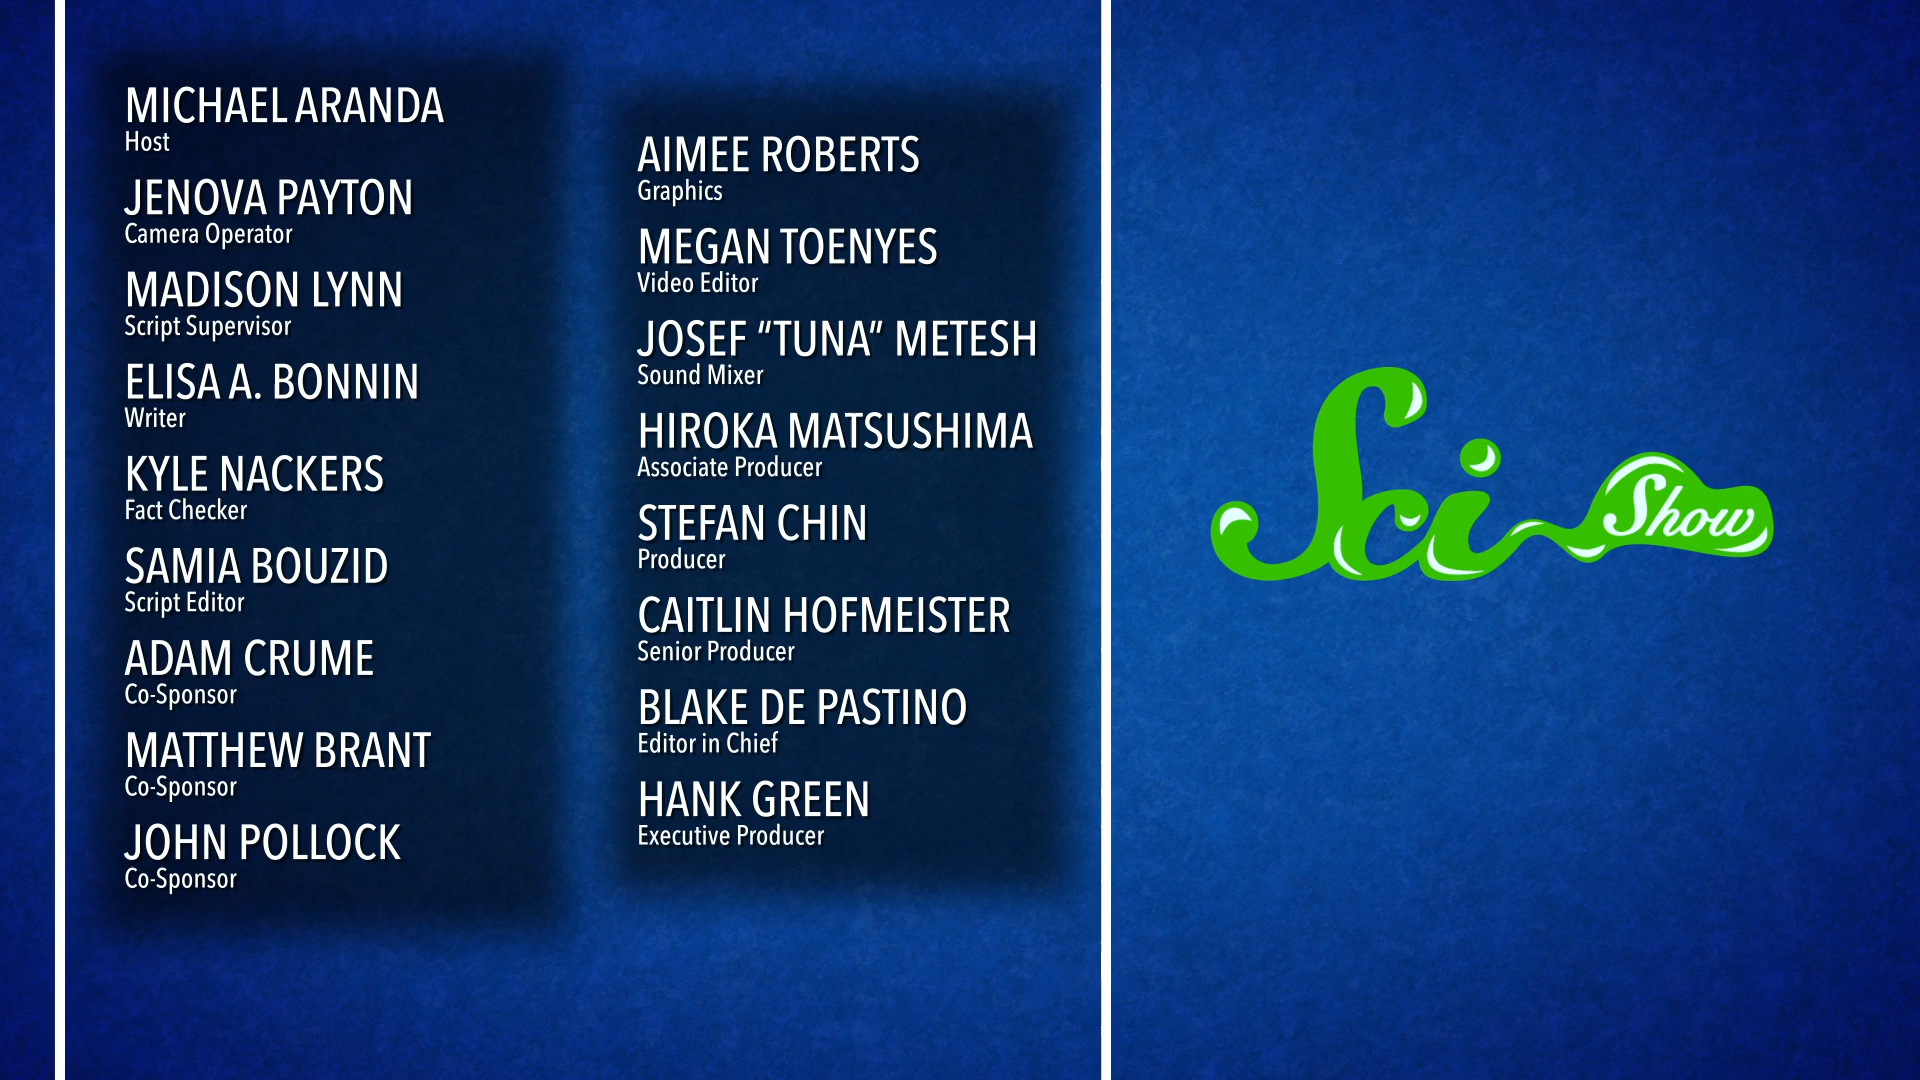 MICHAEL ARANDA
Host
JENOVA PAYTON
Camera Operator
MADISON LYNN
Script Supervisor
ELISA A. BONNIN
Writer
KYLE NACKERS
Fact Checker
SAMIA BOUZID
Script Editor
ADAM CRUME
Co-Sponsor
MATTHEW BRANT
Co-Sponsor
JOHN POLLOCK
Co-Sponsor
AIMEE ROBERTS
Graphics
MEGAN TOENYES
Video Editor
JOSEF “TUNA” METESH
Sound Mixer
HIROKA MATSUSHIMA
Associate Producer
STEFAN CHIN
Producer
CAITLIN HOFMEISTER
Senior Producer
BLAKE DE PASTINO
Editor in Chief
HANK GREEN
Executive Producer
Sci Show